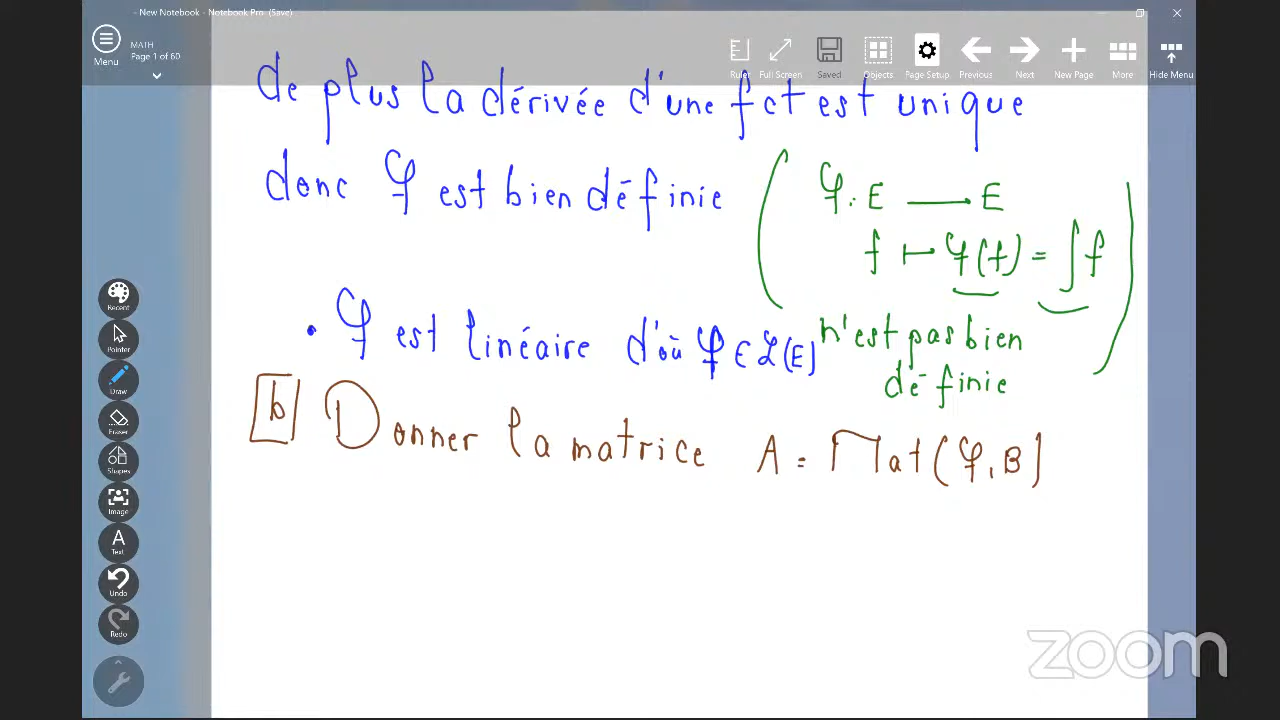 - New Notebook - Notebook Pro (Save)
Menu
MATH
Page 1 of 60
Ruler Full Screen Saved Objects Page Setup Previous Next New Page More Hide Menu
de plus la dérivée d'une fct est unique
donc φ est bien définie
( φ : E → E
f ↦ φ(f) = ∫f )
n'est pas bien
définie
• φ est linéaire d'où φ ∈ ℒ(E)
b Donner la matrice A = Mat(φ, B)
Recent
Pointer
Draw
Eraser
Shapes
Image
A
Text
Undo
Redo
zoom